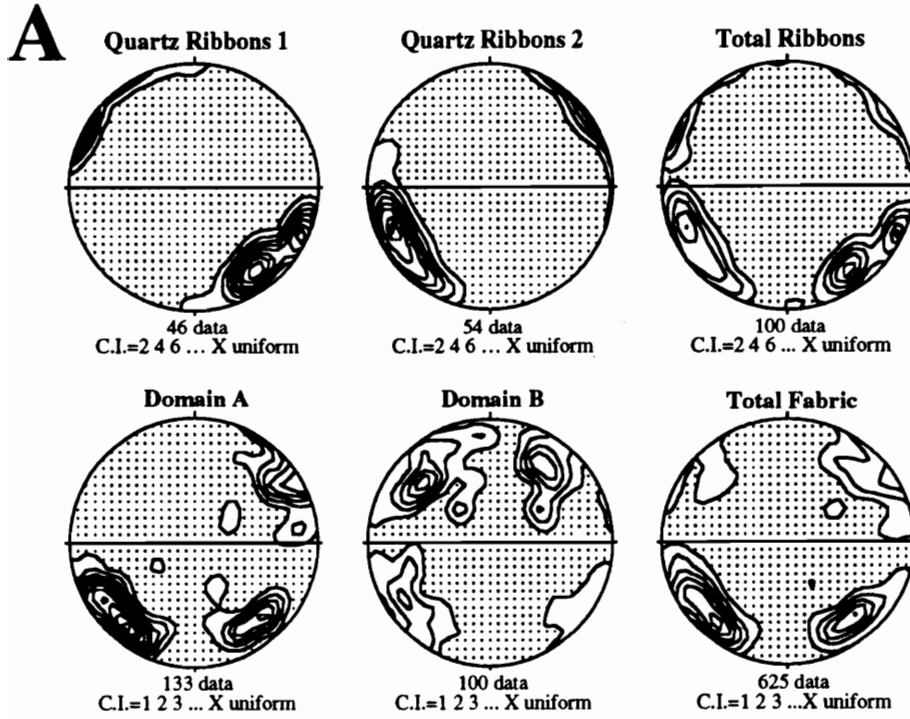 A
Quartz Ribbons 1
Quartz Ribbons 2
Total Ribbons
46 data
C.I.=2 4 6 ... X uniform
54 data
C.I.=2 4 6 ... X uniform
100 data
C.I.=2 4 6 ... X uniform
Domain A
Domain B
Total Fabric
133 data
C.I.=1 2 3 ... X uniform
100 data
C.I.=1 2 3 ... X uniform
625 data
C.I.=1 2 3 ...X uniform